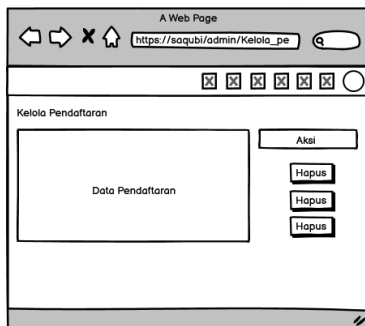 A Web Page
https://saqubi/admin/Kelola_pe
Kelola Pendaftaran
Aksi
Data Pendaftaran
Hapus
Hapus
Hapus